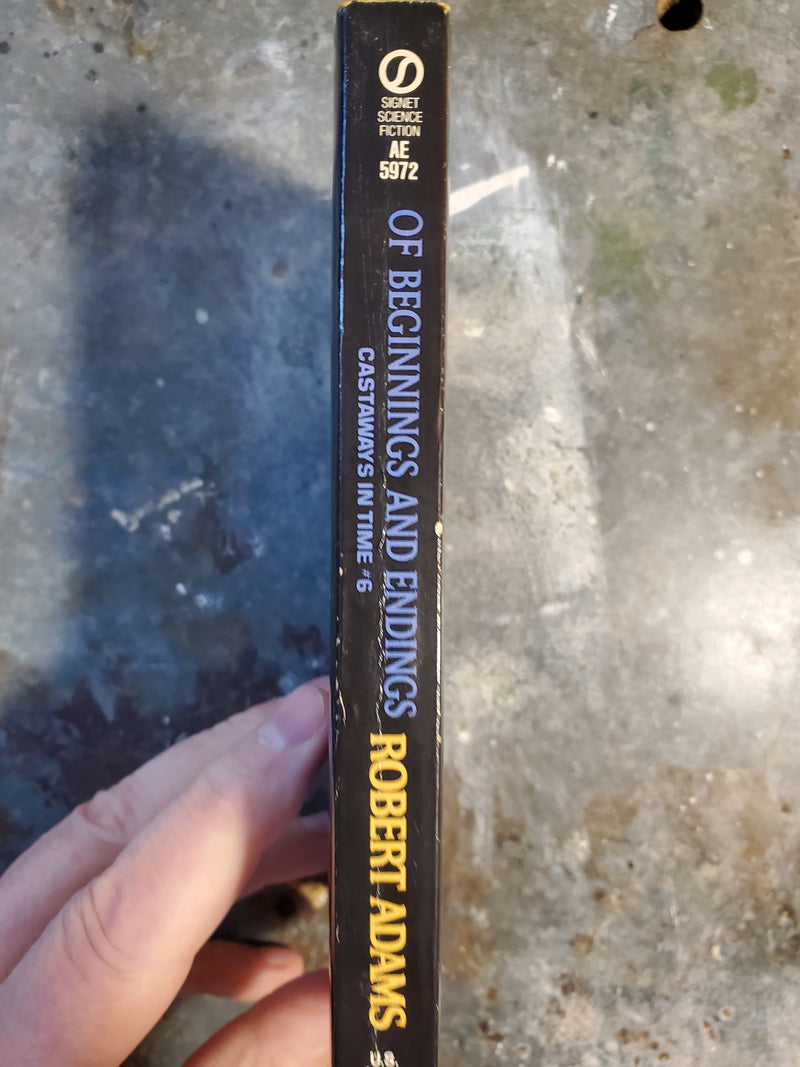 SIGNET
SCIENCE
FICTION
AE
5972
OF BEGINNINGS AND ENDINGS
CASTAWAYS IN TIME #6
ROBERT ADAMS
U.S.